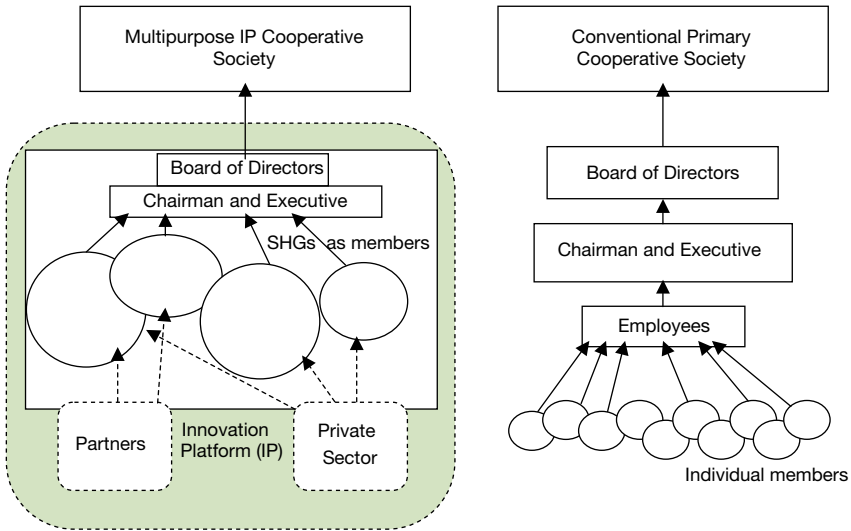 Multipurpose IP Cooperative
Society
Board of Directors
Chairman and Executive
SHGs as members
Partners
Innovation
Platform (IP)
Private
Sector
Conventional Primary
Cooperative Society
Board of Directors
Chairman and Executive
Employees
Individual members